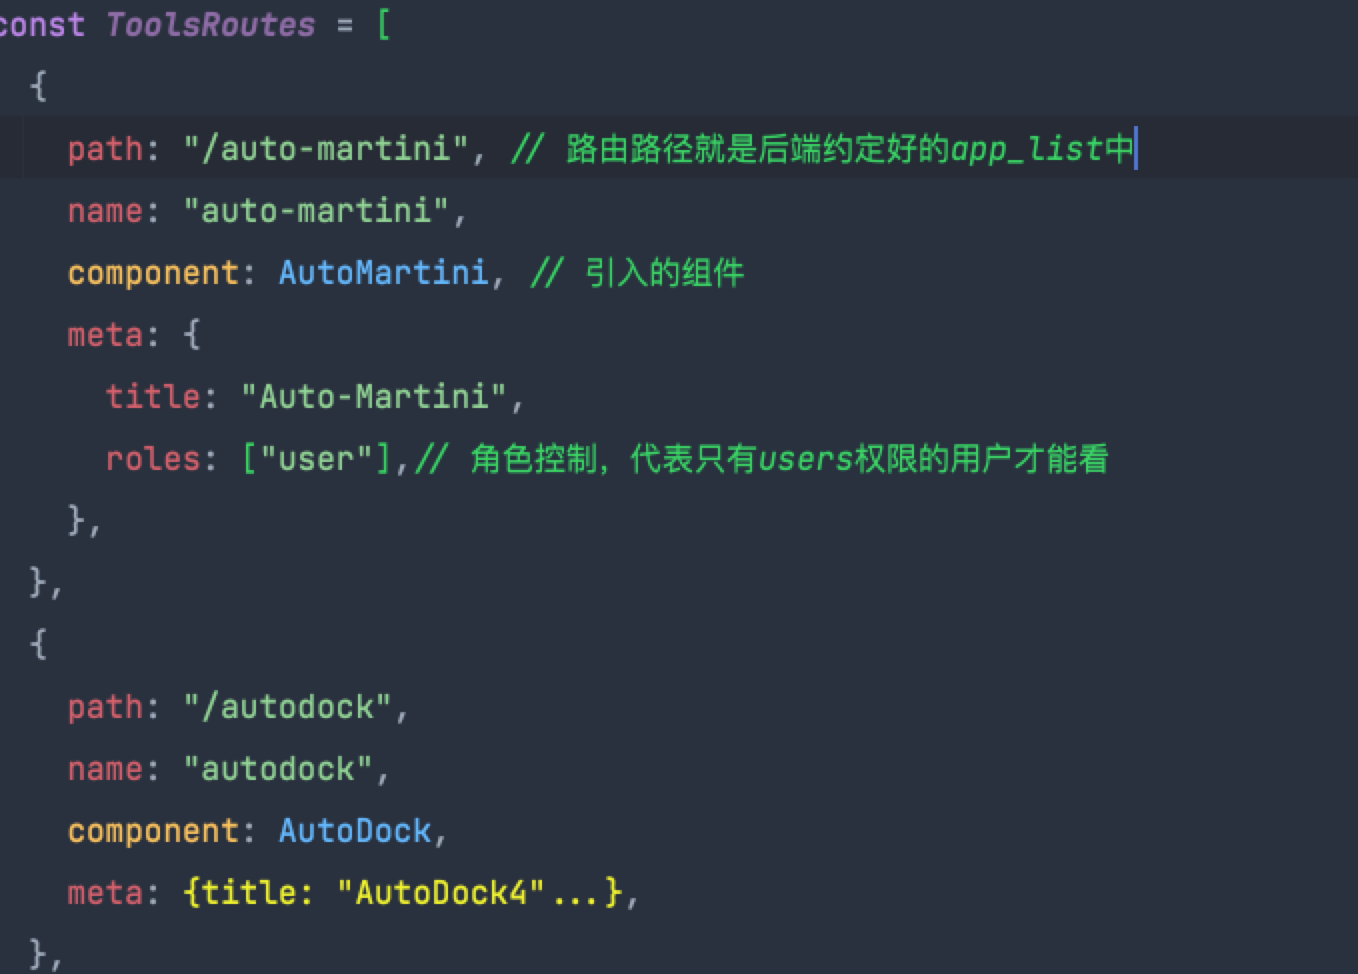 const ToolsRoutes = [
{
path: "/auto-martini", // 路由路径就是后端约定好的app_list中
name: "auto-martini",
component: AutoMartini, // 引入的组件
meta: {
title: "Auto-Martini",
roles: ["user"],// 角色控制，代表只有users权限的用户才能看
},
},
{
path: "/autodock",
name: "autodock",
component: AutoDock,
meta: {title: "AutoDock4"...},
},